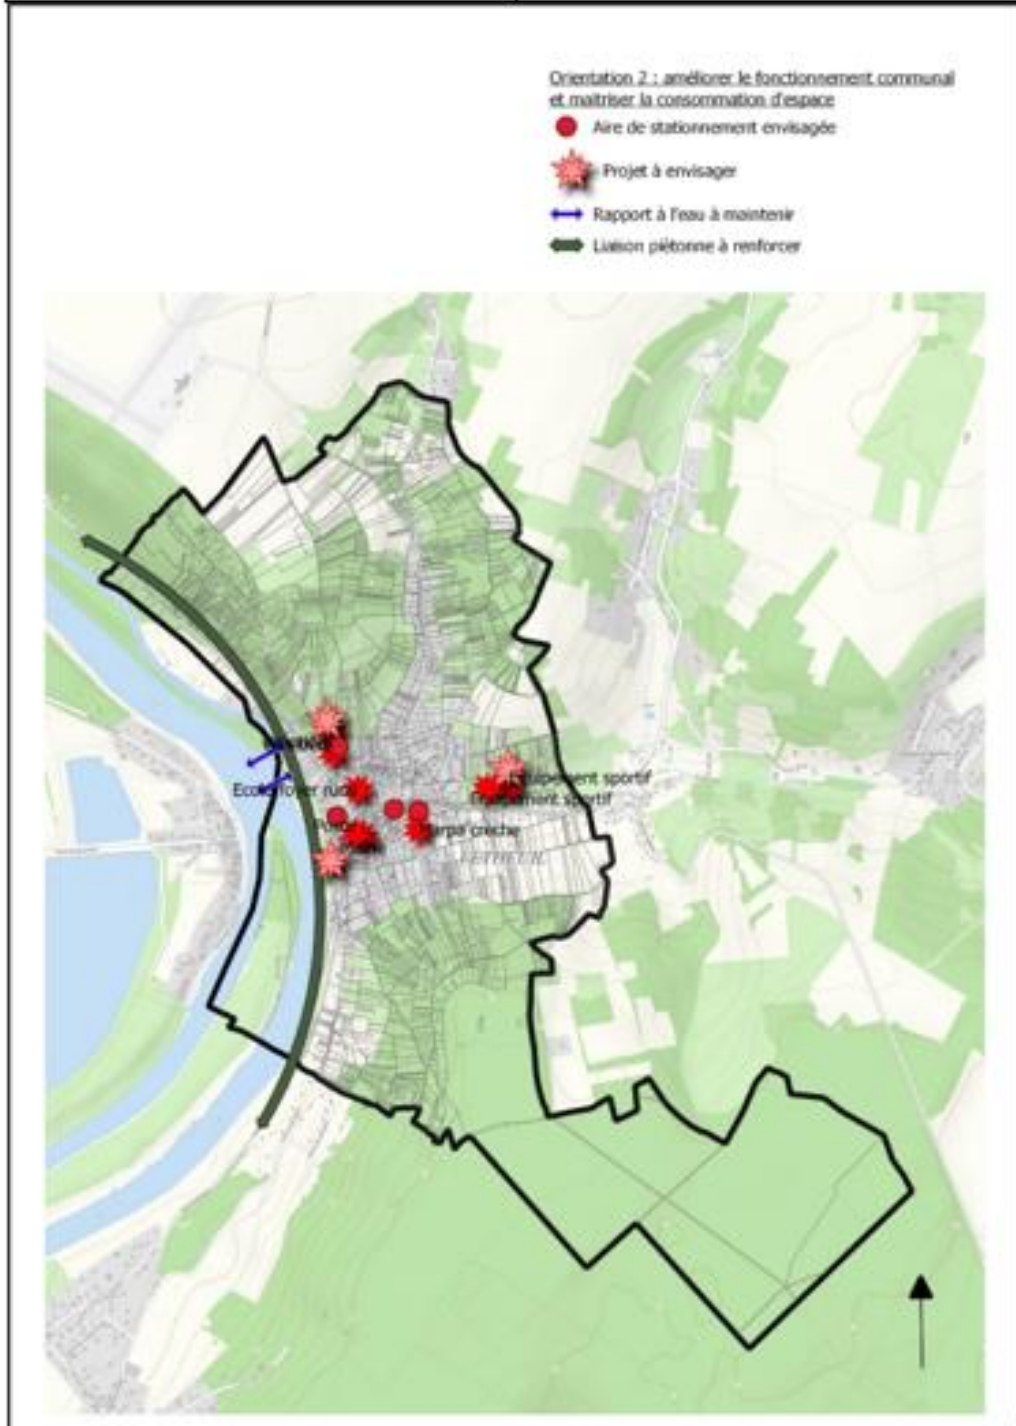 Orientation 2 : améliorer le fonctionnement communal
et maitriser la consommation d'espace
Aire de stationnement envisagée
Projet à envisager
Rapport à l'eau à maintenir
Liaison piétonne à renforcer
Equipement sportif
Equipement sportif
crèche